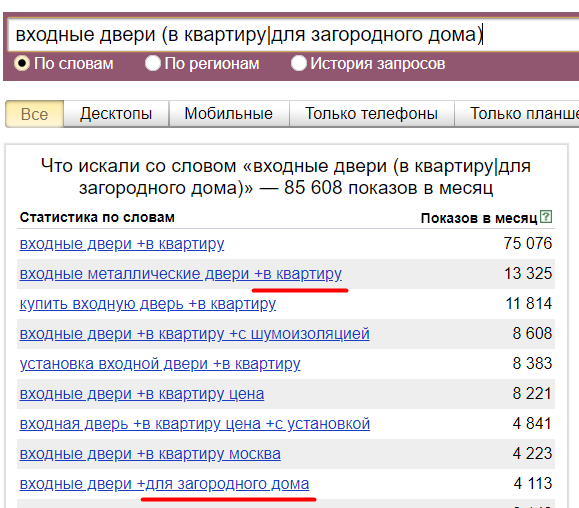 входные двери (в квартиру|для загородного дома)
По словам По регионам История запросов
Все Десктопы Мобильные Только телефоны Только планше
Что искали со словом «входные двери (в квартиру|для
загородного дома)» — 85 608 показов в месяц
Статистика по словам Показов в месяц ?
входные двери +в квартиру 75 076
входные металлические двери +в квартиру 13 325
купить входную дверь +в квартиру 11 814
входные двери +в квартиру +с шумоизоляцией 8 608
установка входной двери +в квартиру 8 383
входные двери +в квартиру цена 8 221
входная дверь +в квартиру цена +с установкой 4 841
входные двери +в квартиру москва 4 223
входные двери +для загородного дома 4 113